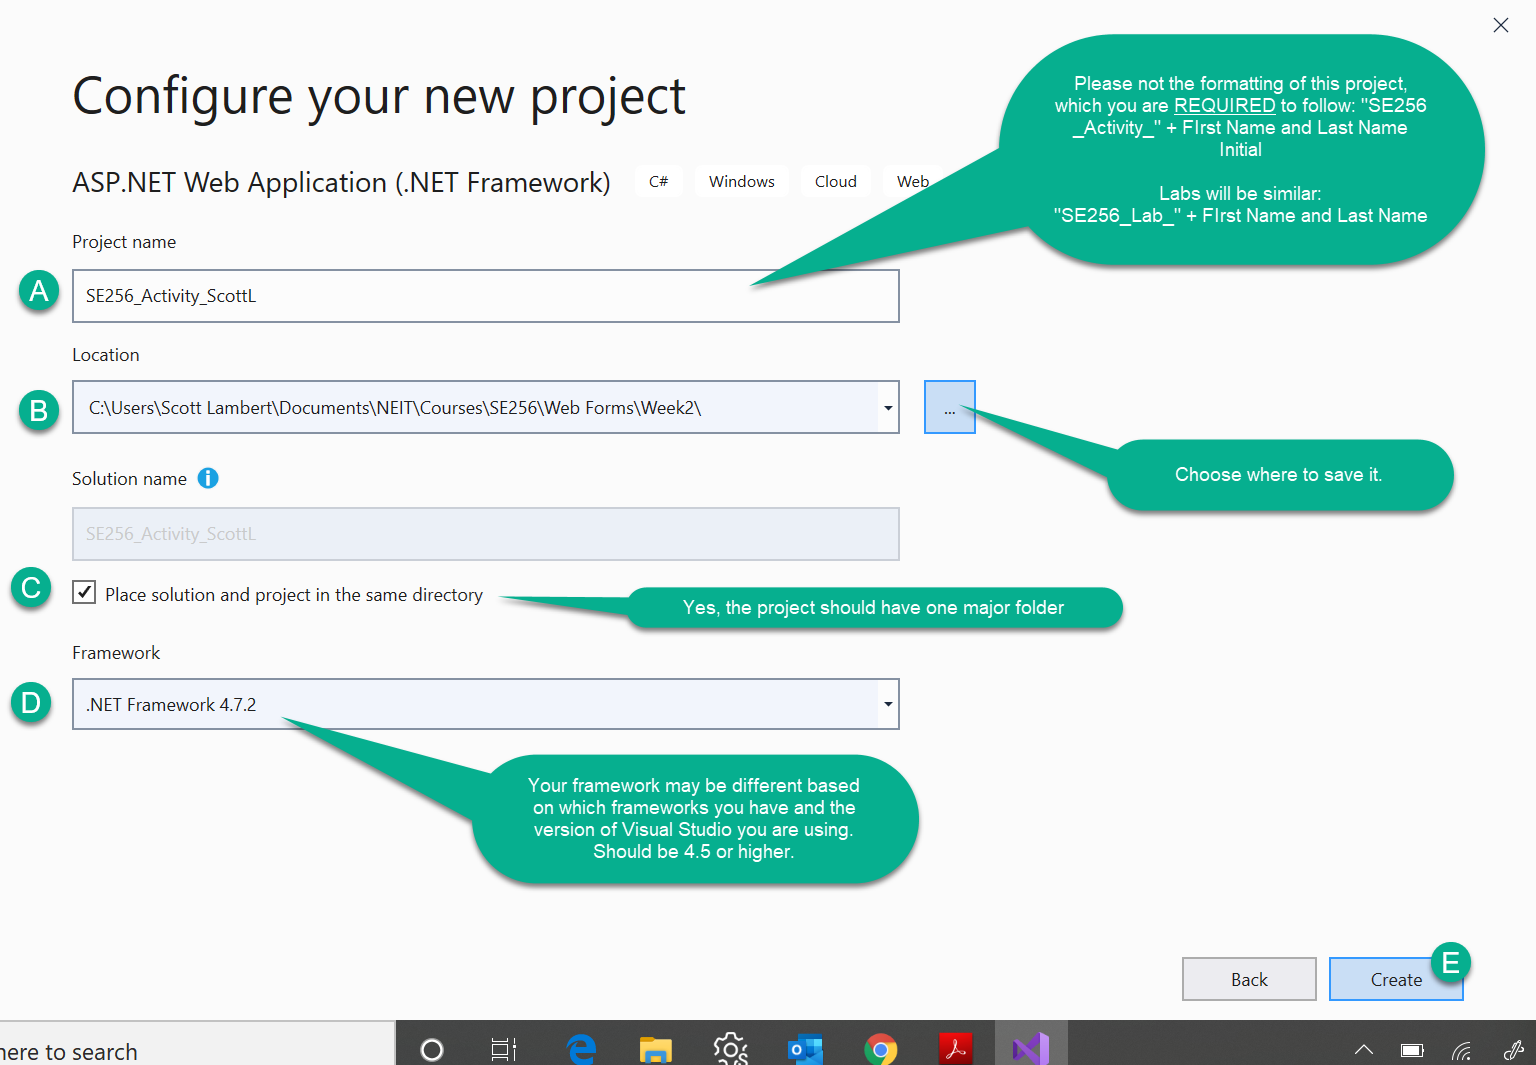 Configure your new project
ASP.NET Web Application (.NET Framework) C# Windows Cloud Web
Please not the formatting of this project,
which you are REQUIRED to follow: "SE256
_Activity_" + FIrst Name and Last Name
Initial
Labs will be similar:
"SE256_Lab_" + FIrst Name and Last Name
Project name
A
SE256_Activity_ScottL
Location
B
C:\Users\Scott Lambert\Documents\NEIT\Courses\SE256\Web Forms\Week2\
...
Choose where to save it.
Solution name i
SE256_Activity_ScottL
C
Place solution and project in the same directory
Yes, the project should have one major folder
Framework
D
.NET Framework 4.7.2
Your framework may be different based
on which frameworks you have and the
version of Visual Studio you are using.
Should be 4.5 or higher.
Back
Create
E
here to search